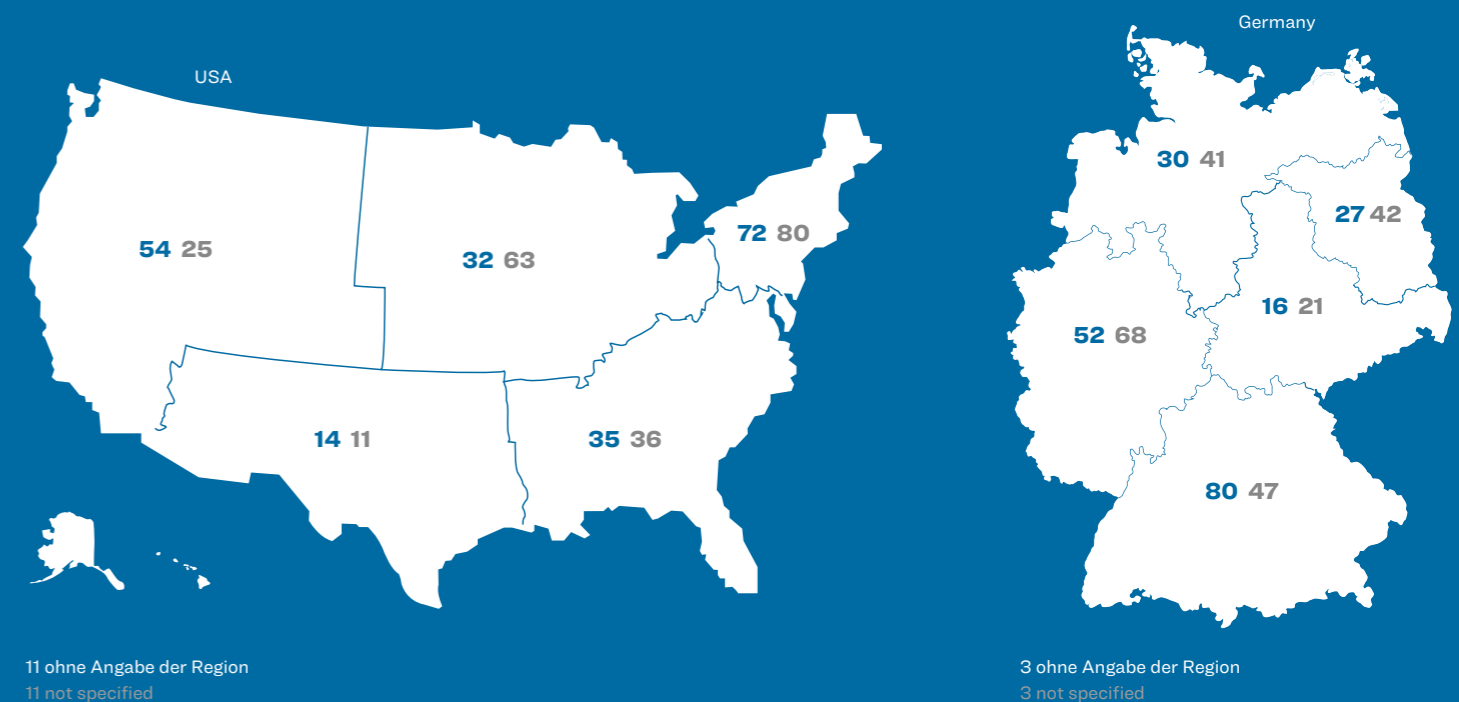 USA
54 25
32 63
72 80
14 11
35 36
11 ohne Angabe der Region
11 not specified
Germany
30 41
27 42
16 21
52 68
80 47
3 ohne Angabe der Region
3 not specified